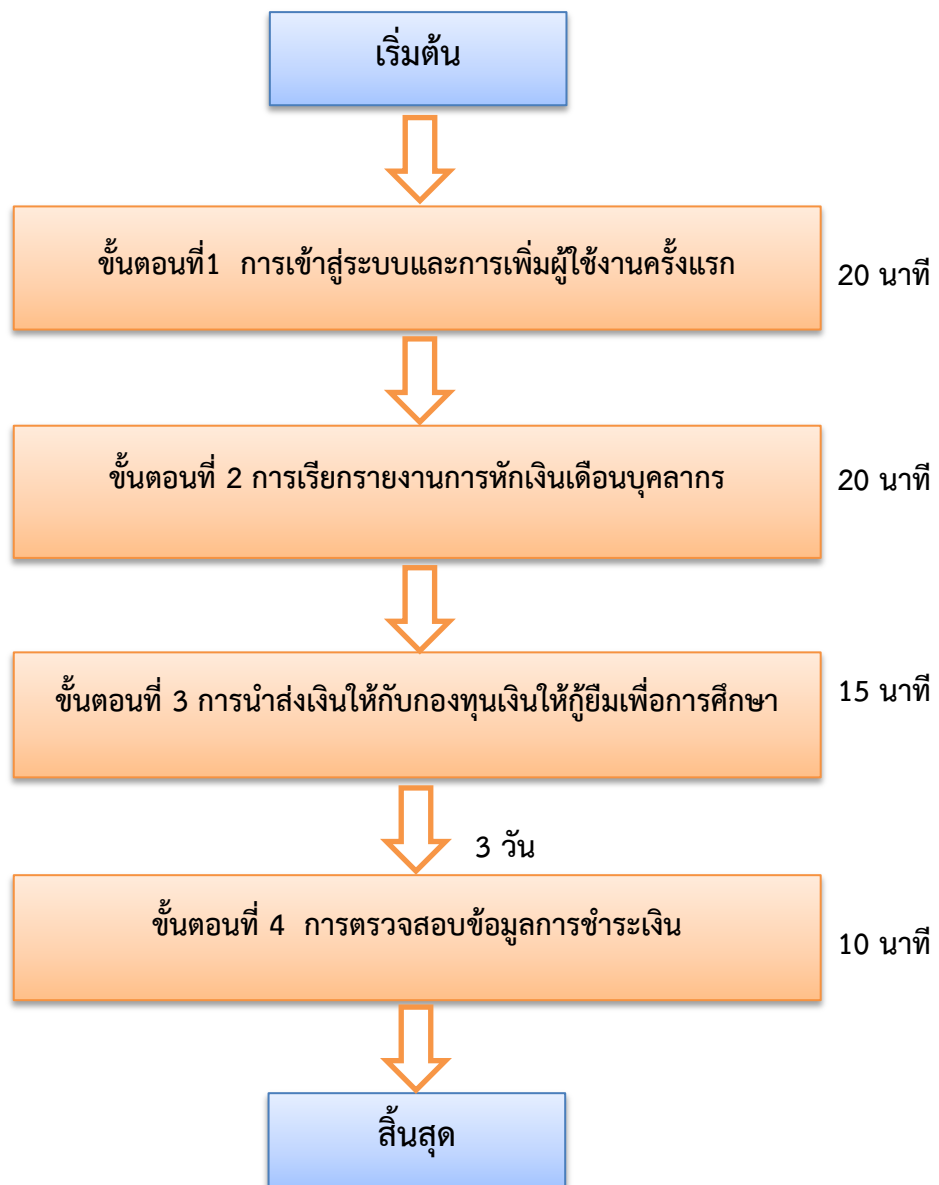 เริ่มต้น
ขั้นตอนที่1 การเข้าสู่ระบบและการเพิ่มผู้ใช้งานครั้งแรก
20 นาที
ขั้นตอนที่ 2 การเรียกรายงานการหักเงินเดือนบุคลากร
20 นาที
ขั้นตอนที่ 3 การนำส่งเงินให้กับกองทุนเงินให้กู้ยืมเพื่อการศึกษา
15 นาที
3 วัน
ขั้นตอนที่ 4 การตรวจสอบข้อมูลการชำระเงิน
10 นาที
สิ้นสุด